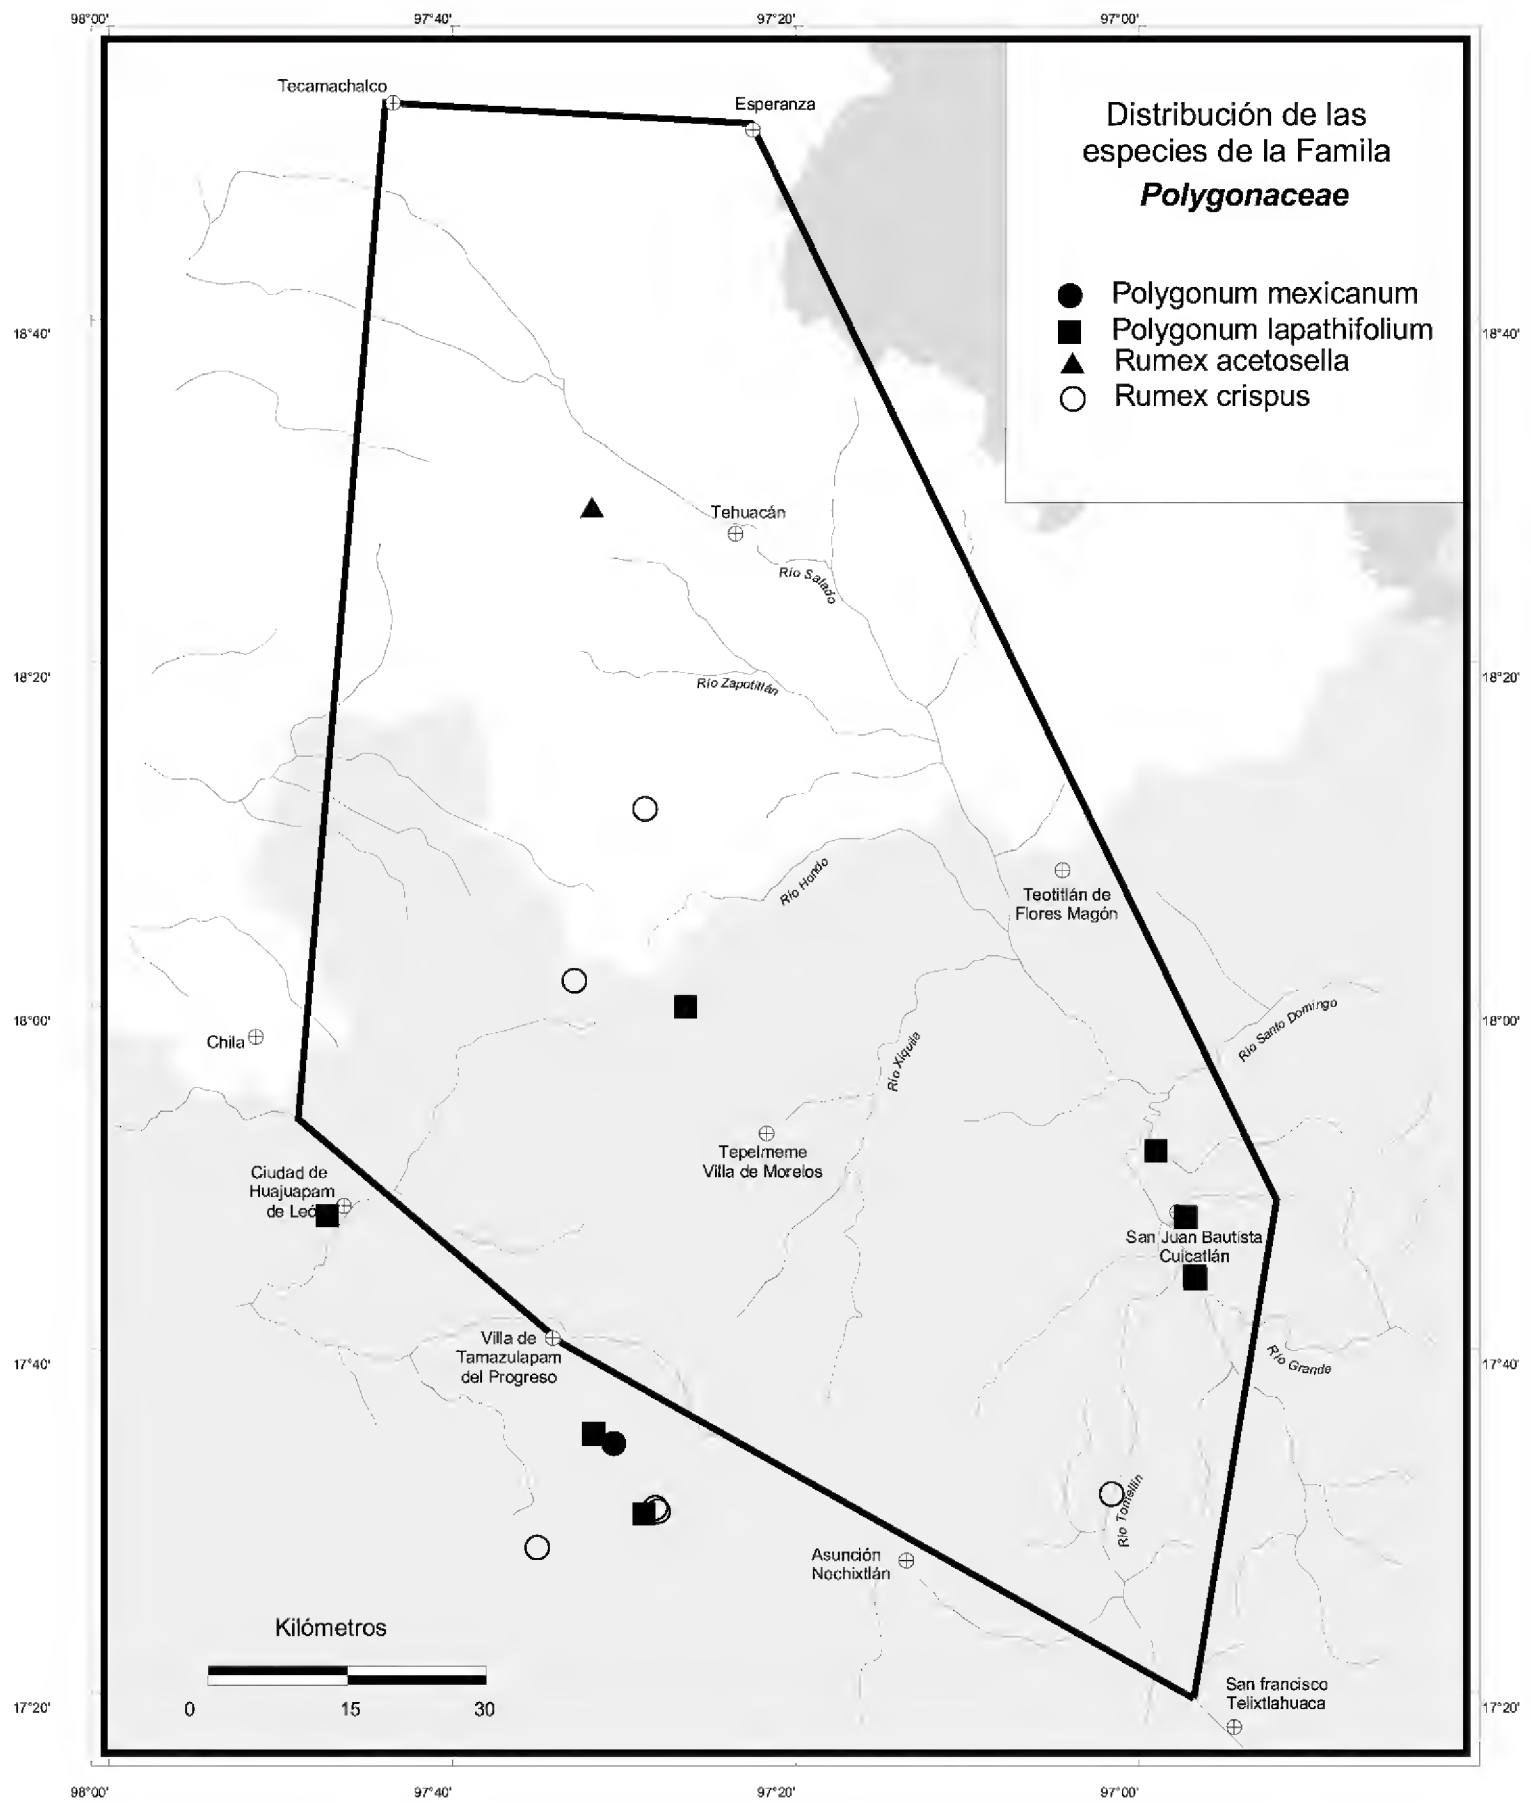 98°00'
97°40'
97°20'
97°00'
Tecamachalco
Esperanza
Distribución de las
especies de la Famila
Polygonaceae
Polygonum mexicanum
Polygonum lapathifolium
Rumex acetosella
Rumex crispus
18°40'
18°40'
Tehuacán
Río Salado
18°20'
18°20'
Río Zapotitlán
Río Hondo
Teotitlán de
Flores Magón
18°00'
18°00'
Chila
Río Xiquila
Río Santo Domingo
Tepelmeme
Villa de Morelos
Ciudad de
Huajuapam
de Leó
San Juan Bautista
Cuicatlán
Villa de
Tamazulapam
del Progreso
17°40'
17°40'
Río Grande
Río Tomellín
Asunción
Nochixtlán
Kilómetros
0
15
30
San francisco
Telixtlahuaca
17°20'
17°20'
98°00'
97°40'
97°20'
97°00'